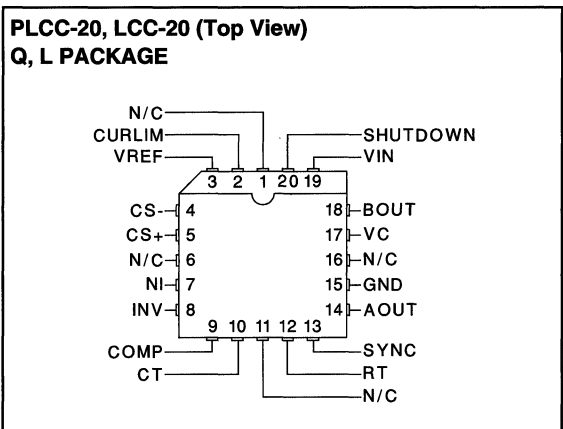 PLCC-20, LCC-20 (Top View)
Q, L PACKAGE
N/C
CURLIM
SHUTDOWN
VREF
VIN
3 2 1 20 19
CS- 4
18 BOUT
CS+ 5
17 VC
N/C 6
16 N/C
NI 7
15 GND
INV 8
14 AOUT
9 10 11 12 13
COMP
SYNC
CT
RT
N/C